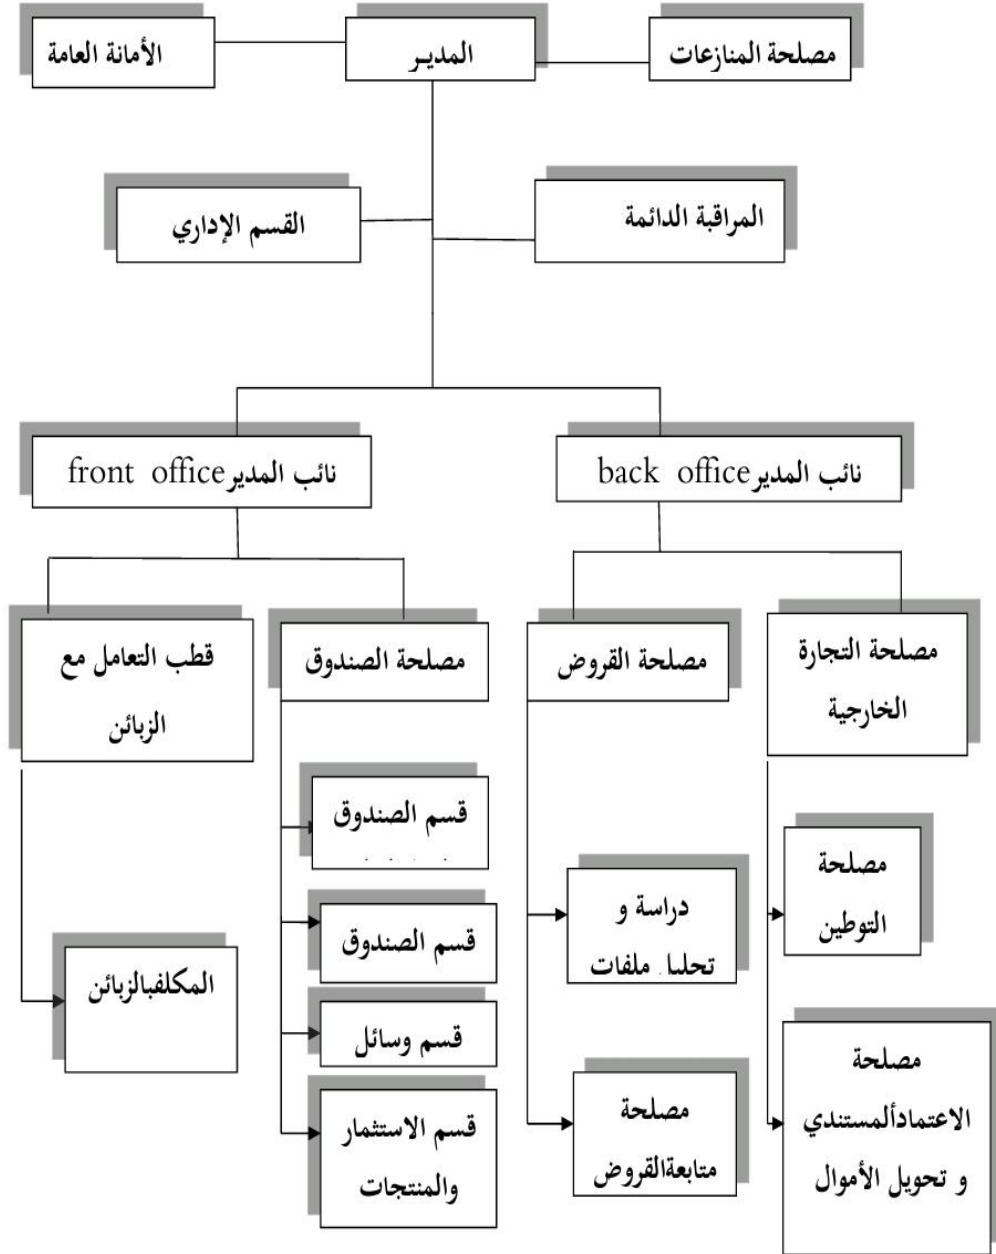 مصلحة المنازعات
المديـر
الأمانة العامة
المراقبة الدائمة
القسم الإداري
نائب المدير back office
نائب المدير front office
مصلحة التجارة
الخارجية
مصلحة القروض
مصلحة الصندوق
قطب التعامل مع
الزبائن
مصلحة
التوطين
مصلحة
الاعتمادألمستندي
و تحويل الأموال
دراسة و
تحليل ملفات
مصلحة
متابعةالقروض
قسم الصندوق
قسم الصندوق
قسم وسائل
قسم الاستثمار
والمنتجات
المكلفبالزبائن